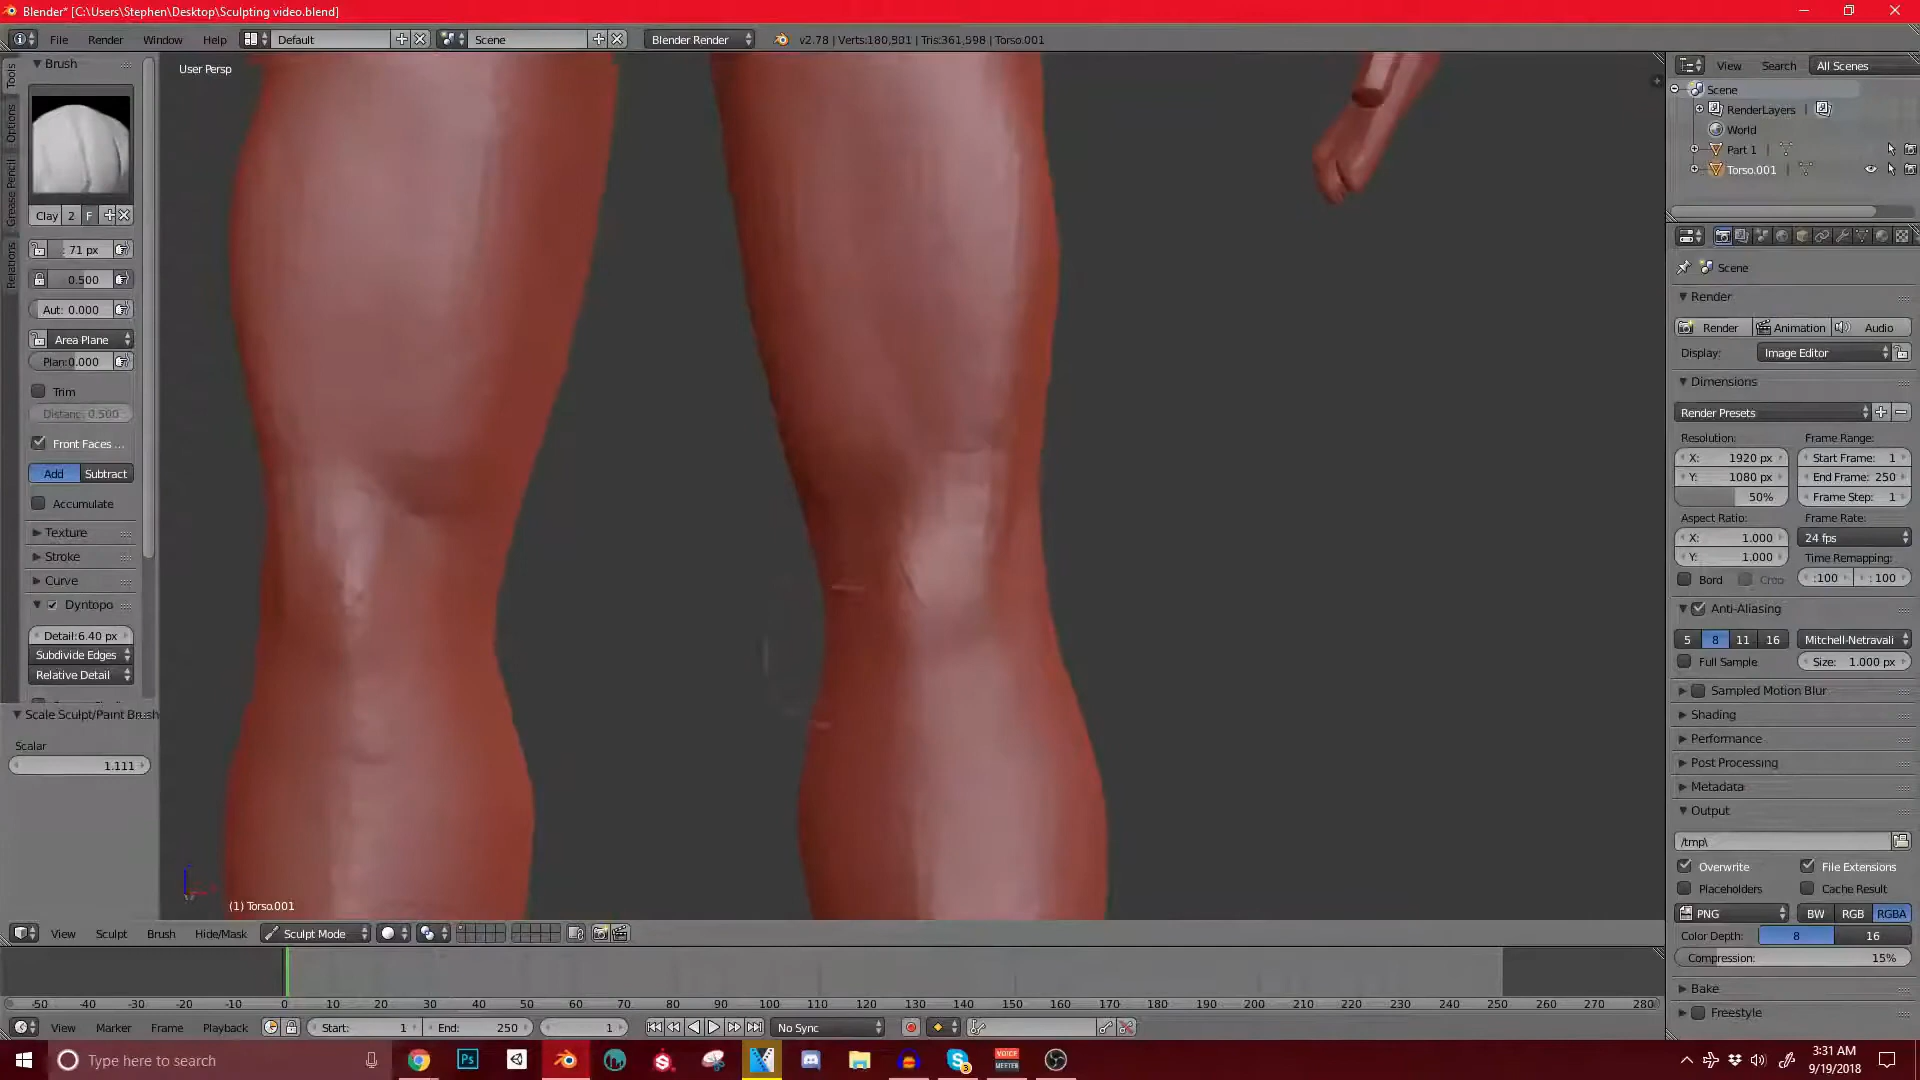 Blender* [C:\Users\Stephen\Desktop\Sculpting video.blend]
File Render Window Help Default Scene Blender Render v2.78 | Verts:180,901 | Tris:361,598 | Torso.001
Tools
Options
Grease Pencil
Relations
Brush
Clay 2 F
71 px
0.500
Aut: 0.000
Area Plane
Plan:0.000
Trim
Distanc: 0.500
Front Faces ...
Add Subtract
Accumulate
Texture
Stroke
Curve
Dyntopo
Detail:6.40 px
Subdivide Edges
Relative Detail
Scale Sculpt/Paint Brush
Scalar
1.111
User Persp
(1) Torso.001
View Sculpt Brush Hide/Mask Sculpt Mode
-50 -40 -30 -20 -10 0 10 20 30 40 50 60 70 80 90 100 110 120 130 140 150 160 170 180 190 200 210 220 230 240 250 260 270 280
View Marker Frame Playback Start: 1 End: 250 1 No Sync
View Search All Scenes
Scene
RenderLayers |
World
Part 1 |
Torso.001 |
Scene
Render
Render Animation Audio
Display: Image Editor
Dimensions
Render Presets
Resolution: Frame Range:
X: 1920 px Start Frame: 1
Y: 1080 px End Frame: 250
50% Frame Step: 1
Aspect Ratio: Frame Rate:
X: 1.000 24 fps
Y: 1.000 Time Remapping:
Bord Crop :100 : 100
Anti-Aliasing
5 8 11 16 Mitchell-Netravali
Full Sample Size: 1.000 px
Sampled Motion Blur
Shading
Performance
Post Processing
Metadata
Output
/tmp\
Overwrite File Extensions
Placeholders Cache Result
PNG BW RGB RGBA
Color Depth: 8 16
Compression: 15%
Bake
Freestyle
Type here to search
Ps
VOICE MEETER
3:31 AM
9/19/2018